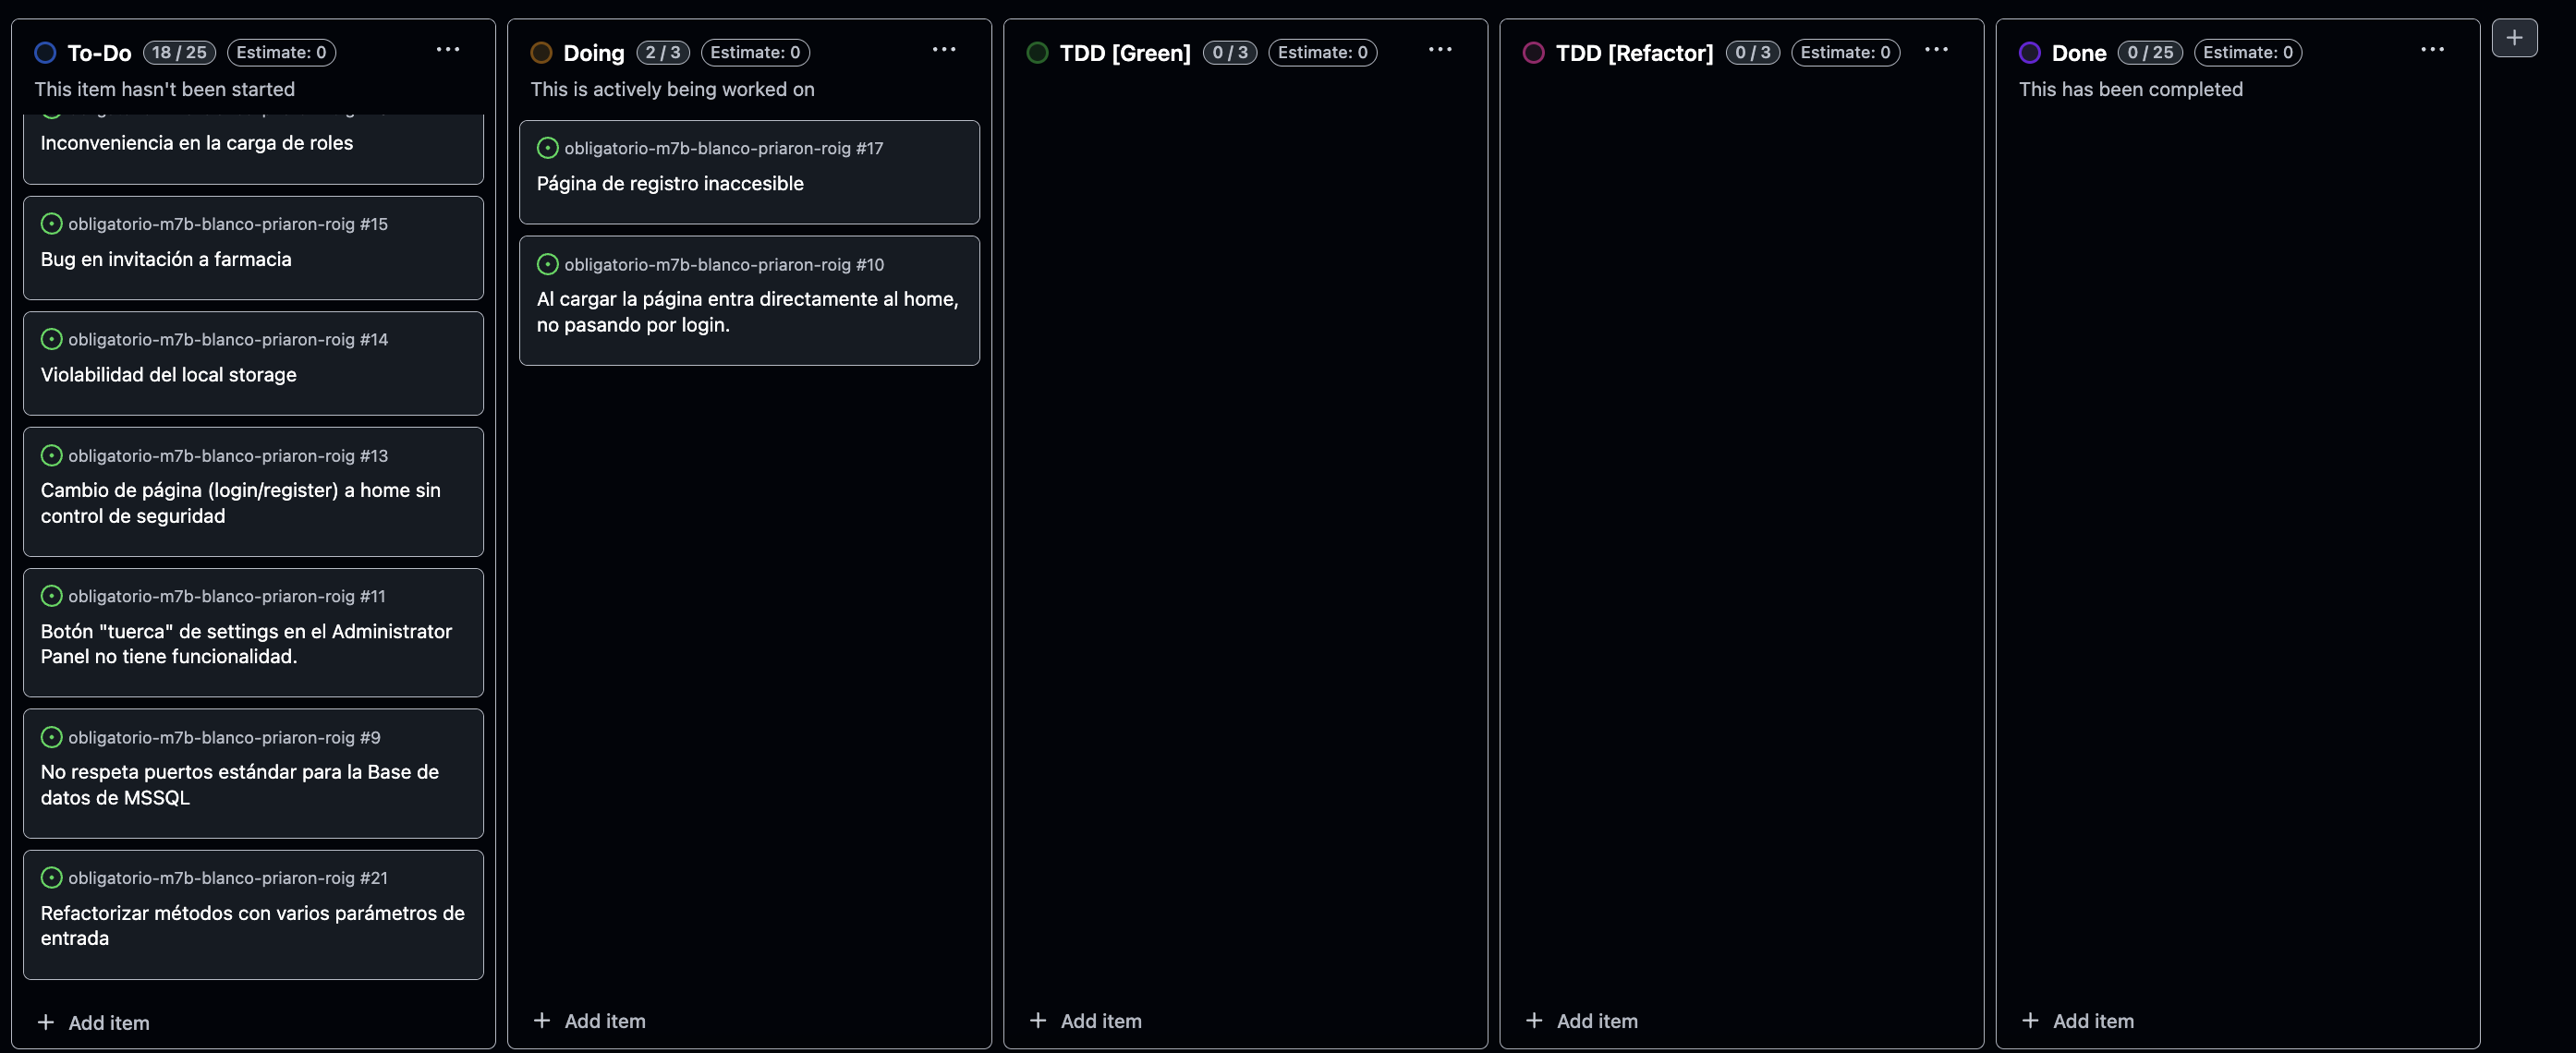 To-Do 18 / 25 Estimate: 0
This item hasn't been started
Inconveniencia en la carga de roles
obligatorio-m7b-blanco-priaron-roig #15
Bug en invitación a farmacia
obligatorio-m7b-blanco-priaron-roig #14
Violabilidad del local storage
obligatorio-m7b-blanco-priaron-roig #13
Cambio de página (login/register) a home sin
control de seguridad
obligatorio-m7b-blanco-priaron-roig #11
Botón "tuerca" de settings en el Administrator
Panel no tiene funcionalidad.
obligatorio-m7b-blanco-priaron-roig #9
No respeta puertos estándar para la Base de
datos de MSSQL
obligatorio-m7b-blanco-priaron-roig #21
Refactorizar métodos con varios parámetros de
entrada
+ Add item
Doing 2 / 3 Estimate: 0
This is actively being worked on
obligatorio-m7b-blanco-priaron-roig #17
Página de registro inaccesible
obligatorio-m7b-blanco-priaron-roig #10
Al cargar la página entra directamente al home,
no pasando por login.
+ Add item
TDD [Green] 0 / 3 Estimate: 0
+ Add item
TDD [Refactor] 0 / 3 Estimate: 0
+ Add item
Done 0 / 25 Estimate: 0
This has been completed
+ Add item